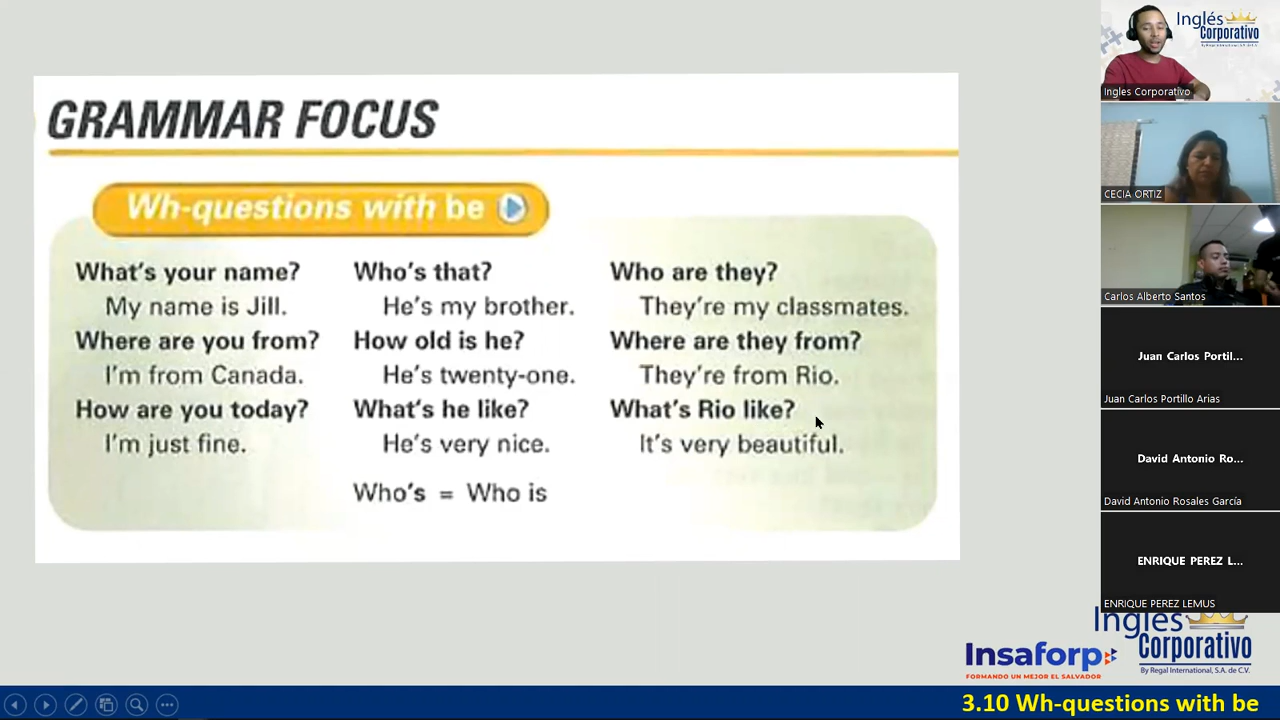 GRAMMAR FOCUS
Wh-questions with be
What's your name?
My name is Jill.
Where are you from?
I'm from Canada.
How are you today?
I'm just fine.
Who's that?
He's my brother.
How old is he?
He's twenty-one.
What's he like?
He's very nice.
Who's = Who is
Who are they?
They're my classmates.
Where are they from?
They're from Rio.
What's Rio like?
It's very beautiful.
Inglés
Corporativo
By Regal International, S.A. de C.V.
Ingles Corporativo
CECIA ORTIZ
Carlos Alberto Santos
Juan Carlos Portil...
Juan Carlos Portillo Arias
David Antonio Ro...
David Antonio Rosales García
ENRIQUE PEREZ L...
ENRIQUE PEREZ LEMUS
Insaforp
FORMANDO UN MEJOR EL SALVADOR
Inglés
Corporativo
By Regal International, S.A. de C.V.
3.10 Wh-questions with be